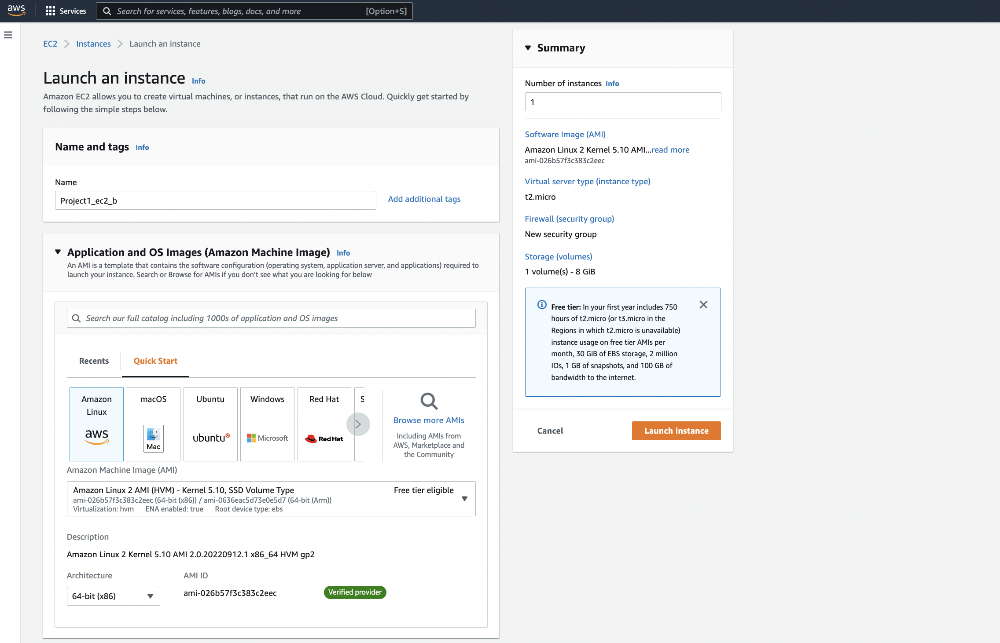 aws
Services
Search for services, features, blogs, docs, and more
[Option+S]
EC2
Instances
Launch an instance
Launch an instance Info
Amazon EC2 allows you to create virtual machines, or instances, that run on the AWS Cloud. Quickly get started by
following the simple steps below.
Name and tags Info
Name
Project1_ec2_b
Add additional tags
Application and OS Images (Amazon Machine Image) Info
An AMI is a template that contains the software configuration (operating system, application server, and applications) required to
launch your instance. Search or Browse for AMIs if you don’t see what you are looking for below
Search our full catalog including 1000s of application and OS images
Recents
Quick Start
Amazon
Linux
aws
macOS
Mac
Ubuntu
ubuntu
Windows
Microsoft
Red Hat
Red Hat
S
Browse more AMIs
Including AMIs from
AWS, Marketplace and
the Community
Amazon Machine Image (AMI)
Amazon Linux 2 AMI (HVM) - Kernel 5.10, SSD Volume Type
Free tier eligible
ami-026b57f3c383c2eec (64-bit (x86)) / ami-0636eac5d73e0e5d7 (64-bit (Arm))
Virtualization: hvm ENA enabled: true Root device type: ebs
Description
Amazon Linux 2 Kernel 5.10 AMI 2.0.20220912.1 x86_64 HVM gp2
Architecture
64-bit (x86)
AMI ID
ami-026b57f3c383c2eec
Verified provider
Summary
Number of instances Info
1
Software Image (AMI)
Amazon Linux 2 Kernel 5.10 AMI...read more
ami-026b57f3c383c2eec
Virtual server type (instance type)
t2.micro
Firewall (security group)
New security group
Storage (volumes)
1 volume(s) - 8 GiB
Free tier: In your first year includes 750
hours of t2.micro (or t3.micro in the
Regions in which t2.micro is unavailable)
instance usage on free tier AMIs per
month, 30 GiB of EBS storage, 2 million
IOs, 1 GB of snapshots, and 100 GB of
bandwidth to the internet.
Cancel
Launch instance